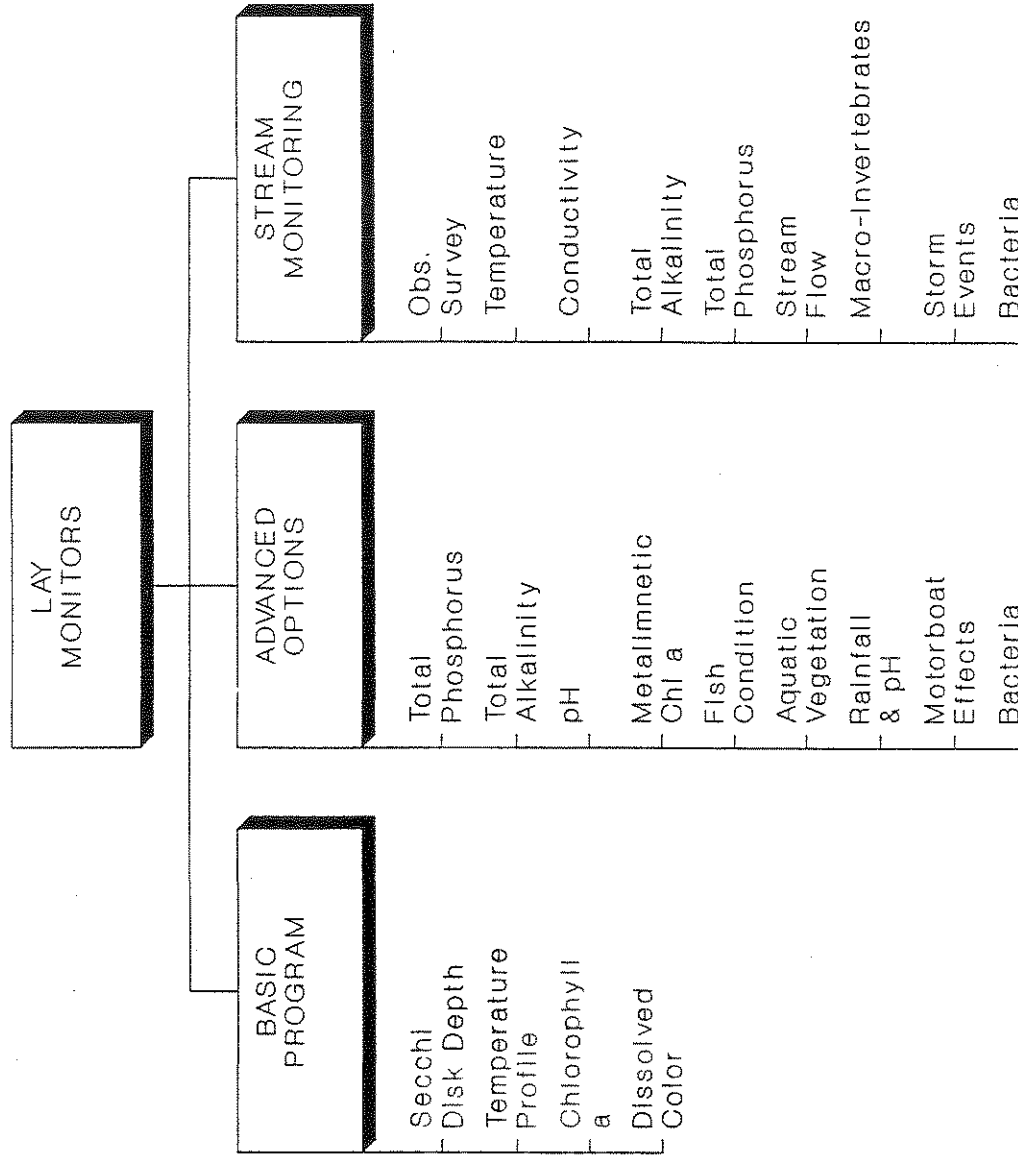 LAY
MONITORS
BASIC
PROGRAM
Secchi
Disk Depth
Temperature
Profile
Chlorophyll
a
Dissolved
Color
ADVANCED
OPTIONS
Total
Phosphorus
Total
Alkalinity
pH
Metalimnetic
Chl a
Fish
Condition
Aquatic
Vegetation
Rainfall
& pH
Motorboat
Effects
Bacteria
STREAM
MONITORING
Obs.
Survey
Temperature
Conductivity
Total
Alkalinity
Total
Phosphorus
Stream
Flow
Macro-Invertebrates
Storm
Events
Bacteria